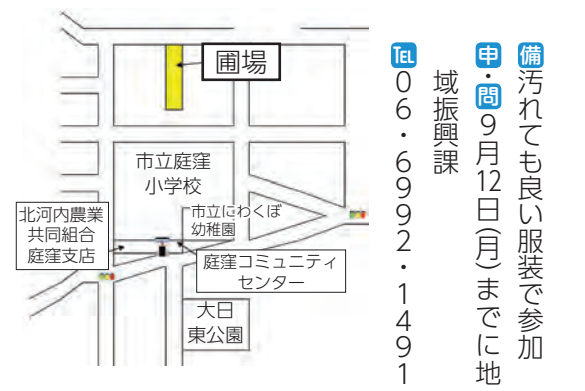 備汚れても良い服装で参加
申・問9月12日(月)までに地
域振興課
℡06・6992・1491
圃場
市立庭窪
小学校
市立にわくぼ
幼稚園
北河内農業
共同組合
庭窪支店
庭窪コミュニティ
センター
大日
東公園